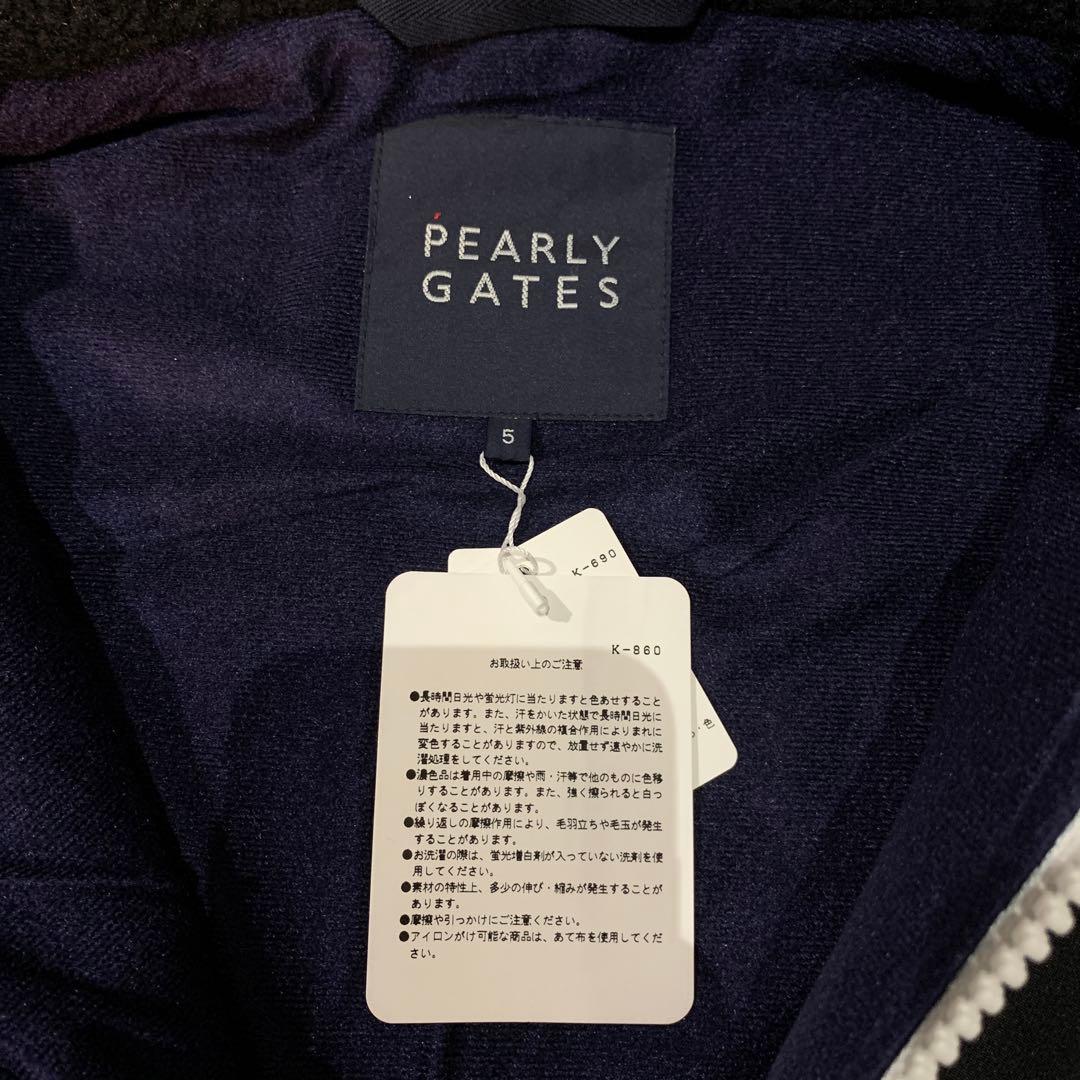 PEARLY
GATES
5
K-690
K-860
お取扱い上のご注意
●長時間日光や蛍光灯に当たりますと色あせすること
があります。また、汗をかいた状態で長時間日光に
当たりますと、汗と紫外線の複合作用によりまれに
変色することがありますので、放置せず速やかに洗
濯処理をしてください。
●濃色品は着用中の摩擦や雨・汗等で他のものに色移
りすることがあります。また、強く擦られると白っ
ぽくなることがあります。
●繰り返しの摩擦作用により、毛羽立ちや毛玉が発生
することがあります。
●お洗濯の際は、蛍光増白剤が入っていない洗剤を使
用してください。
●素材の特性上、多少の伸び・縮みが発生することが
あります。
●摩擦や引っかけにご注意ください。
●アイロンがけ可能な商品は、あて布を使用してくだ
さい。